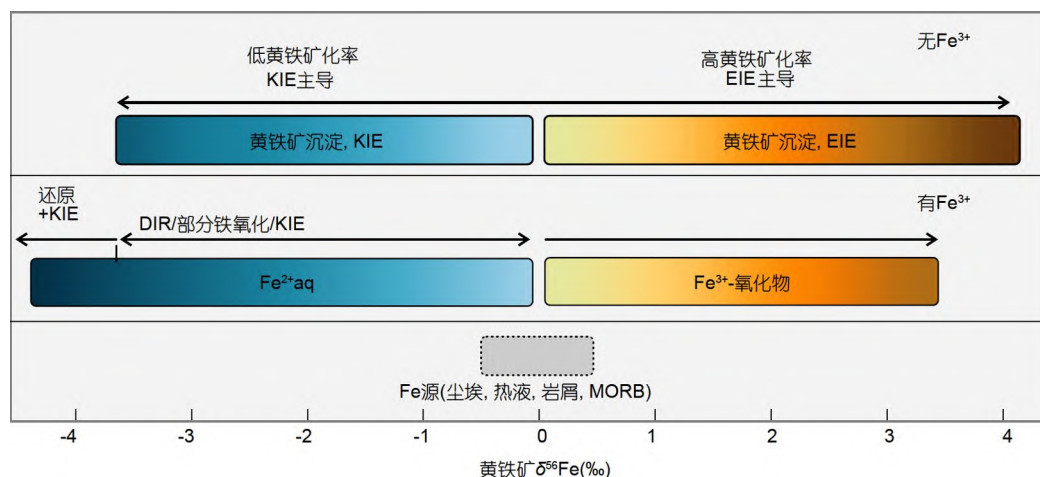 低黄铁矿化率
KIE主导
高黄铁矿化率
EIE主导
无Fe³⁺
黄铁矿沉淀, KIE
黄铁矿沉淀, EIE
还原
+KIE
DIR/部分铁氧化/KIE
有Fe³⁺
Fe²⁺aq
Fe³⁺-氧化物
Fe源(尘埃, 热液, 岩屑, MORB)
-4 -3 -2 -1 0 1 2 3 4
黄铁矿δ⁵⁶Fe(‰)